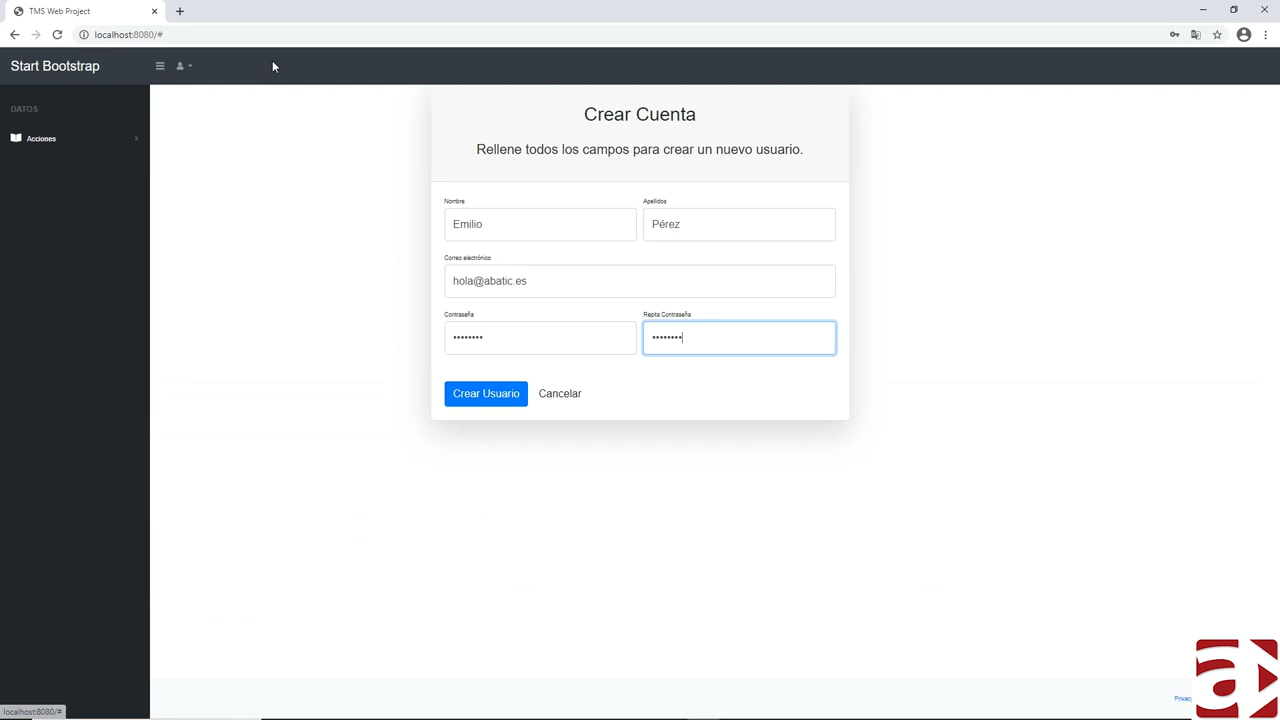 TMS Web Project
localhost:8080/#
Start Bootstrap
DATOS
Acciones
Crear Cuenta
Rellene todos los campos para crear un nuevo usuario.
Nombre
Apellidos
Emilio
Pérez
Correo electrónico
hola@abatic.es
Contraseña
Repita Contraseña
••••••••
••••••••
Crear Usuario
Cancelar
Privac
a
localhost:8080/#